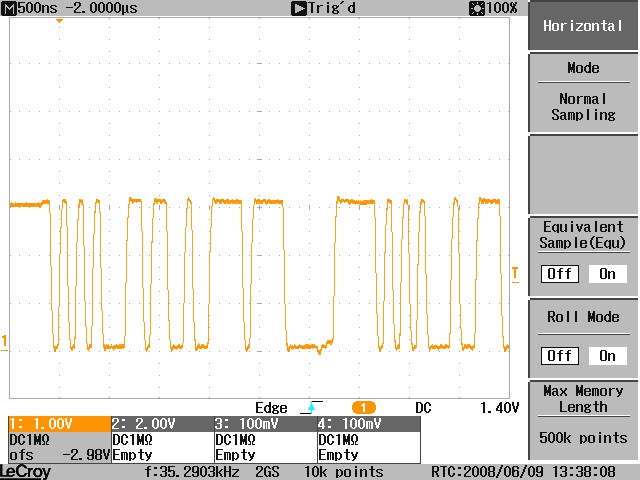 M 500ns -2.0000µs Trig'd 100%
Horizontal
Mode
Normal
Sampling
Equivalent
Sample(Equ)
Off On
T
Roll Mode
1
Off On
Max Memory
Length
500k points
Edge 1 DC 1.40V
1: 1.00V 2: 2.00V 3: 100mV 4: 100mV
DC1MΩ DC1MΩ DC1MΩ DC1MΩ
ofs -2.98V Empty Empty Empty
LeCroy f:35.2903kHz 2GS 10k points RTC:2008/06/09 13:38:08